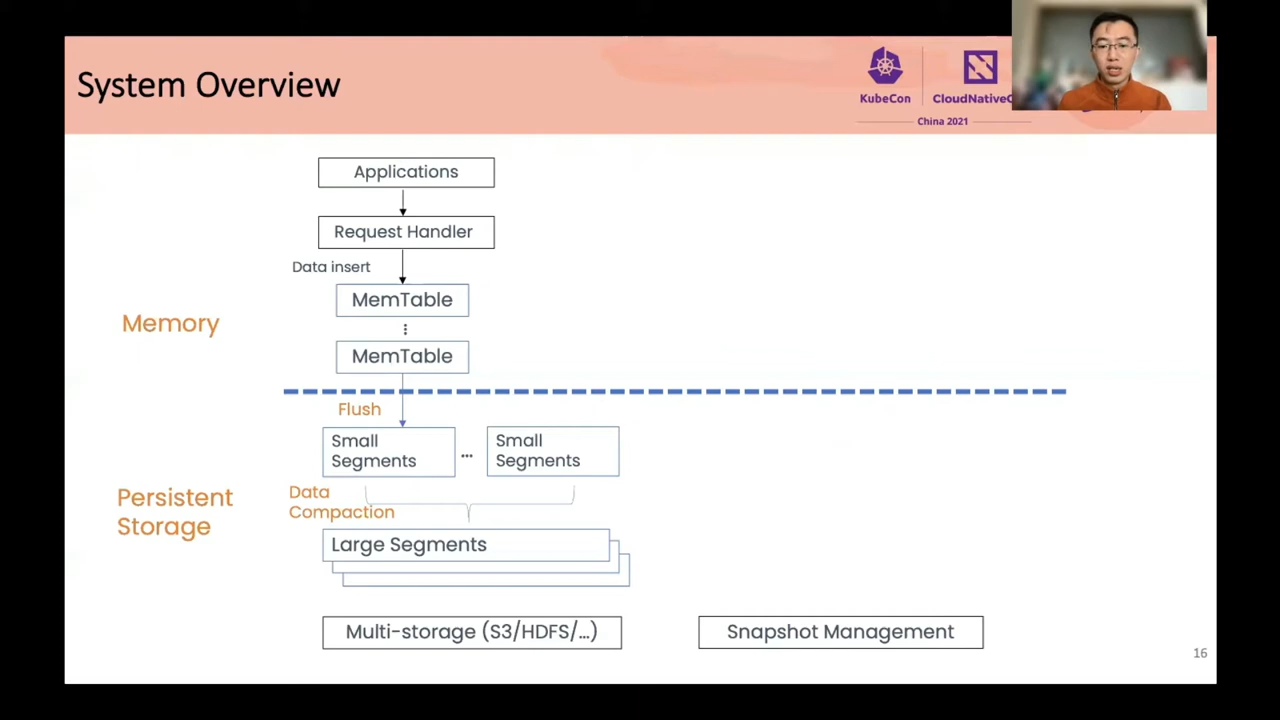 System Overview
KubeCon
CloudNativeC
China 2021
Applications
Request Handler
Data insert
MemTable
Memory
MemTable
Flush
Small
Segments
...
Small
Segments
Persistent
Storage
Data
Compaction
Large Segments
Multi-storage (S3/HDFS/...)
Snapshot Management
16